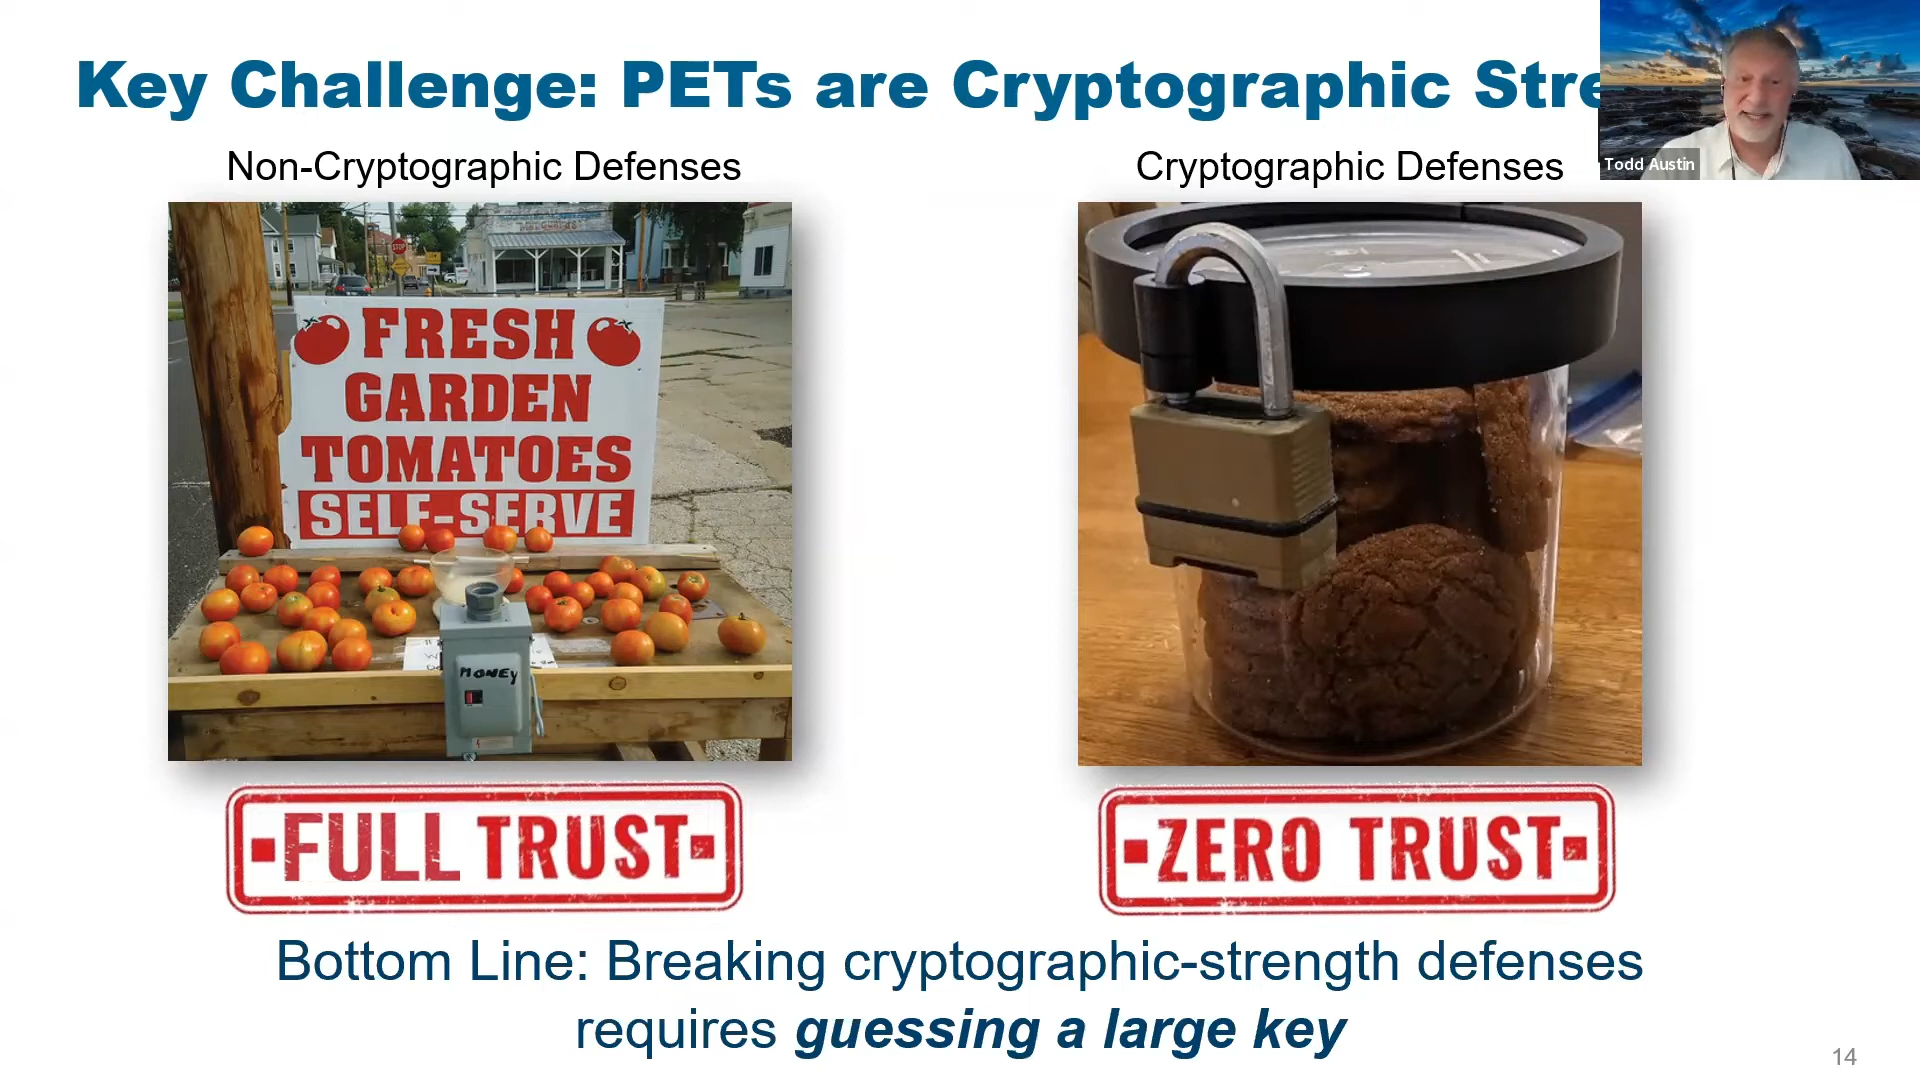 Key Challenge: PETs are Cryptographic Stre
Todd Austin
Non-Cryptographic Defenses
Cryptographic Defenses
STOP
FRESH
GARDEN
TOMATOES
SELF-SERVE
MONEY
FULL TRUST
ZERO TRUST
Bottom Line: Breaking cryptographic-strength defenses
requires guessing a large key
14